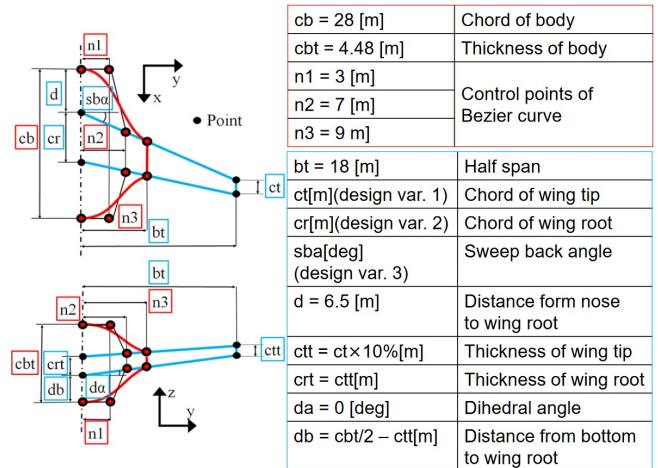 n1
y
x
d
sbα
Point
cb
cr
n2
ct
n3
bt
bt
n3
n2
cbt
crt
ctt
db
dα
z
y
n1
cb = 28 [m] Chord of body
cbt = 4.48 [m] Thickness of body
n1 = 3 [m]
n2 = 7 [m]
n3 = 9 m]
Control points of
Bezier curve
bt = 18 [m] Half span
ct[m](design var. 1) Chord of wing tip
cr[m](design var. 2) Chord of wing root
sba[deg] Sweep back angle
(design var. 3)
d = 6.5 [m] Distance form nose
to wing root
ctt = ct×10%[m] Thickness of wing tip
crt = ctt[m] Thickness of wing root
da = 0 [deg] Dihedral angle
db = cbt/2 – ctt[m] Distance from bottom
to wing root